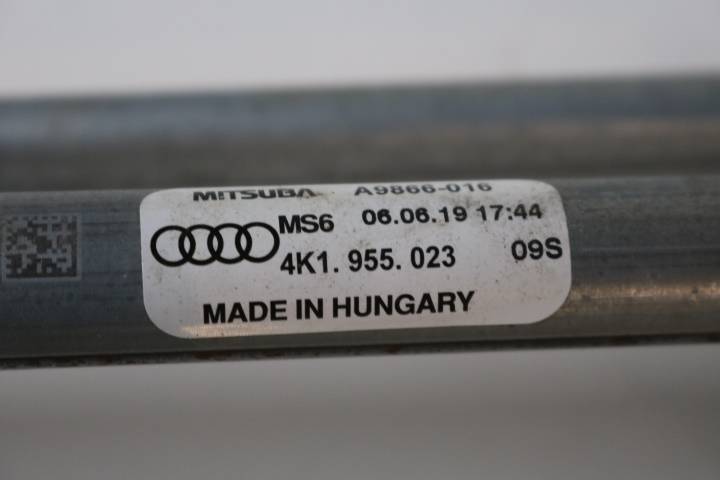 MITSUBA A9866-016
MS6 06.06.19 17:44
4K1. 955. 023 09S
MADE IN HUNGARY